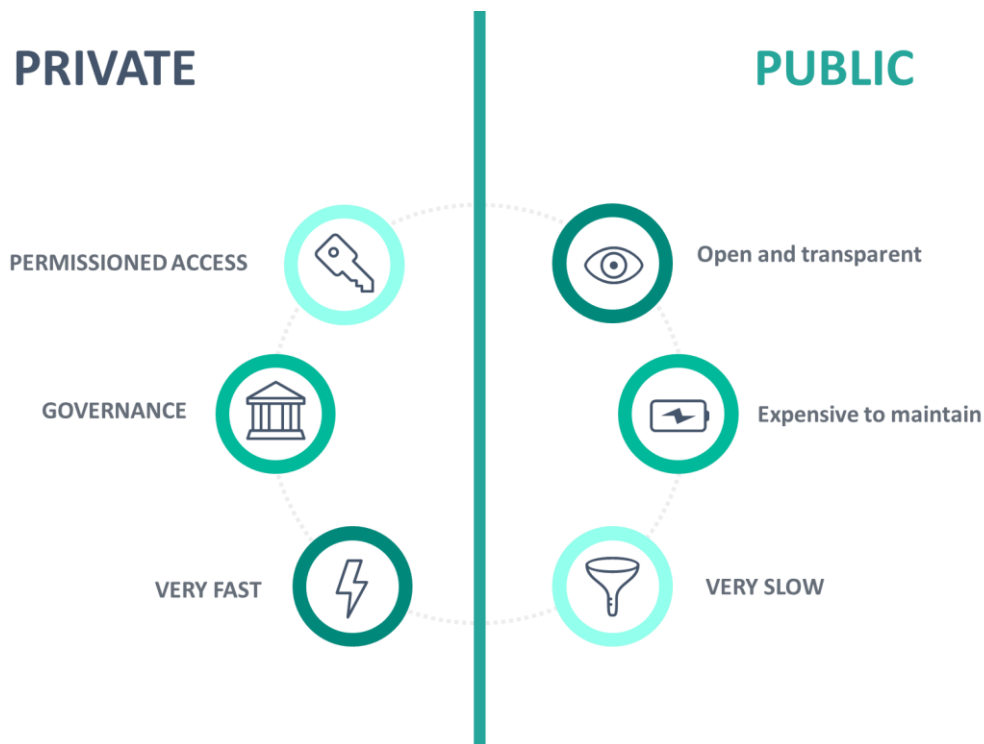 PRIVATE
PUBLIC
PERMISSIONED ACCESS
Open and transparent
GOVERNANCE
Expensive to maintain
VERY FAST
VERY SLOW